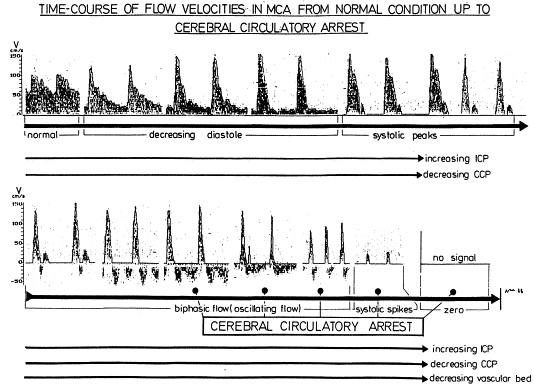 TIME-COURSE OF FLOW VELOCITIES IN MCA FROM NORMAL CONDITION UP TO
CEREBRAL CIRCULATORY ARREST
V
cm/s
150
100
50
0
normal
decreasing diastole
systolic peaks
increasing ICP
decreasing CCP
V
cm/s
150
100
50
0
-50
no signal
biphasic flow (oscillating flow)
systolic spikes
zero
CEREBRAL CIRCULATORY ARREST
increasing ICP
decreasing CCP
decreasing vascular bed